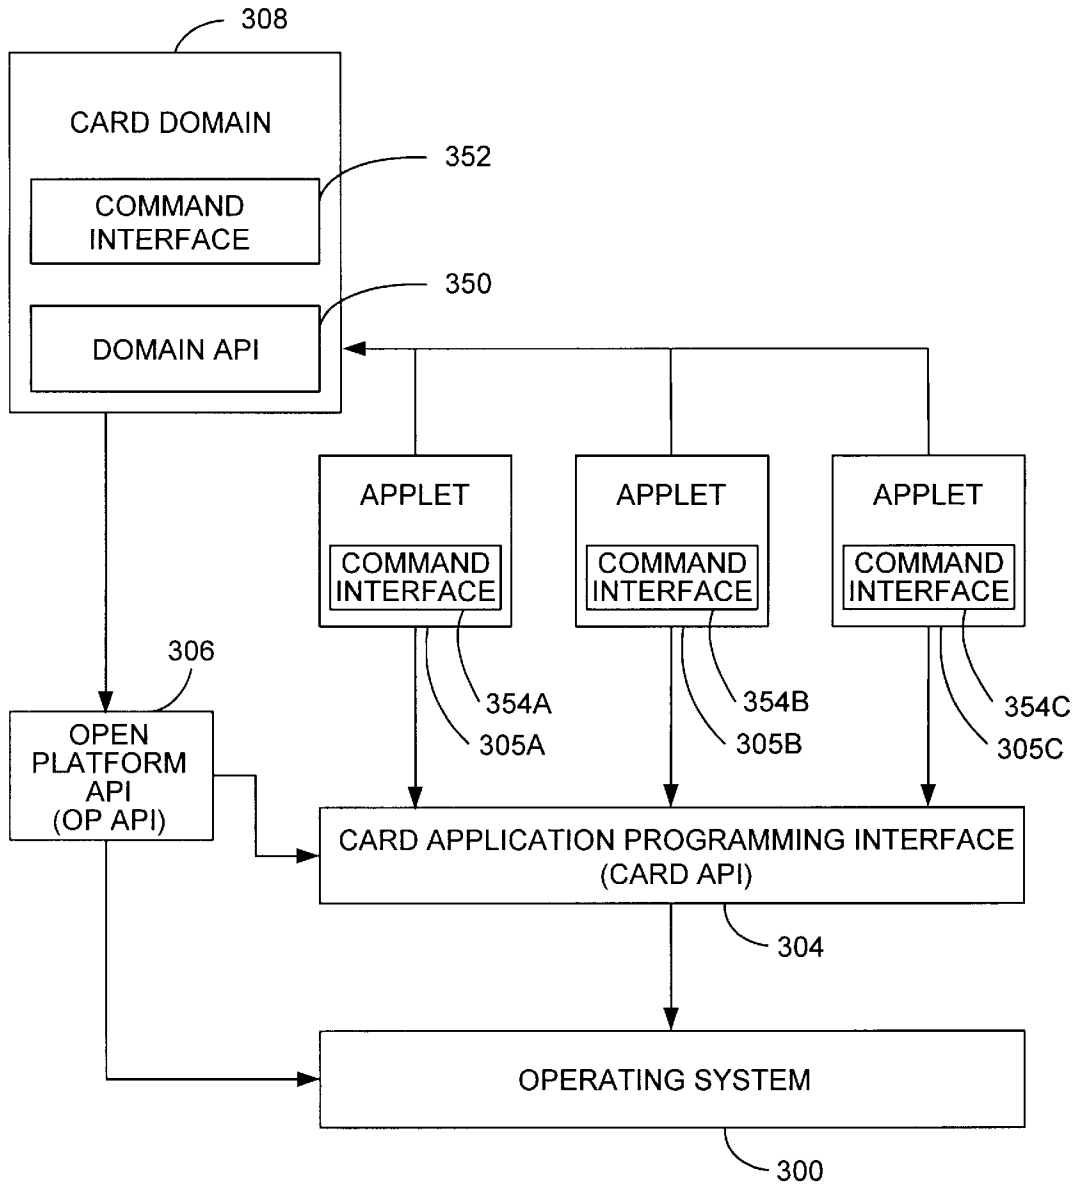 308
CARD DOMAIN
352
COMMAND
INTERFACE
350
DOMAIN API
APPLET
COMMAND
INTERFACE
APPLET
COMMAND
INTERFACE
APPLET
COMMAND
INTERFACE
306
354A
305A
354B
305B
354C
305C
OPEN
PLATFORM
API
(OP API)
CARD APPLICATION PROGRAMMING INTERFACE
(CARD API)
304
OPERATING SYSTEM
300